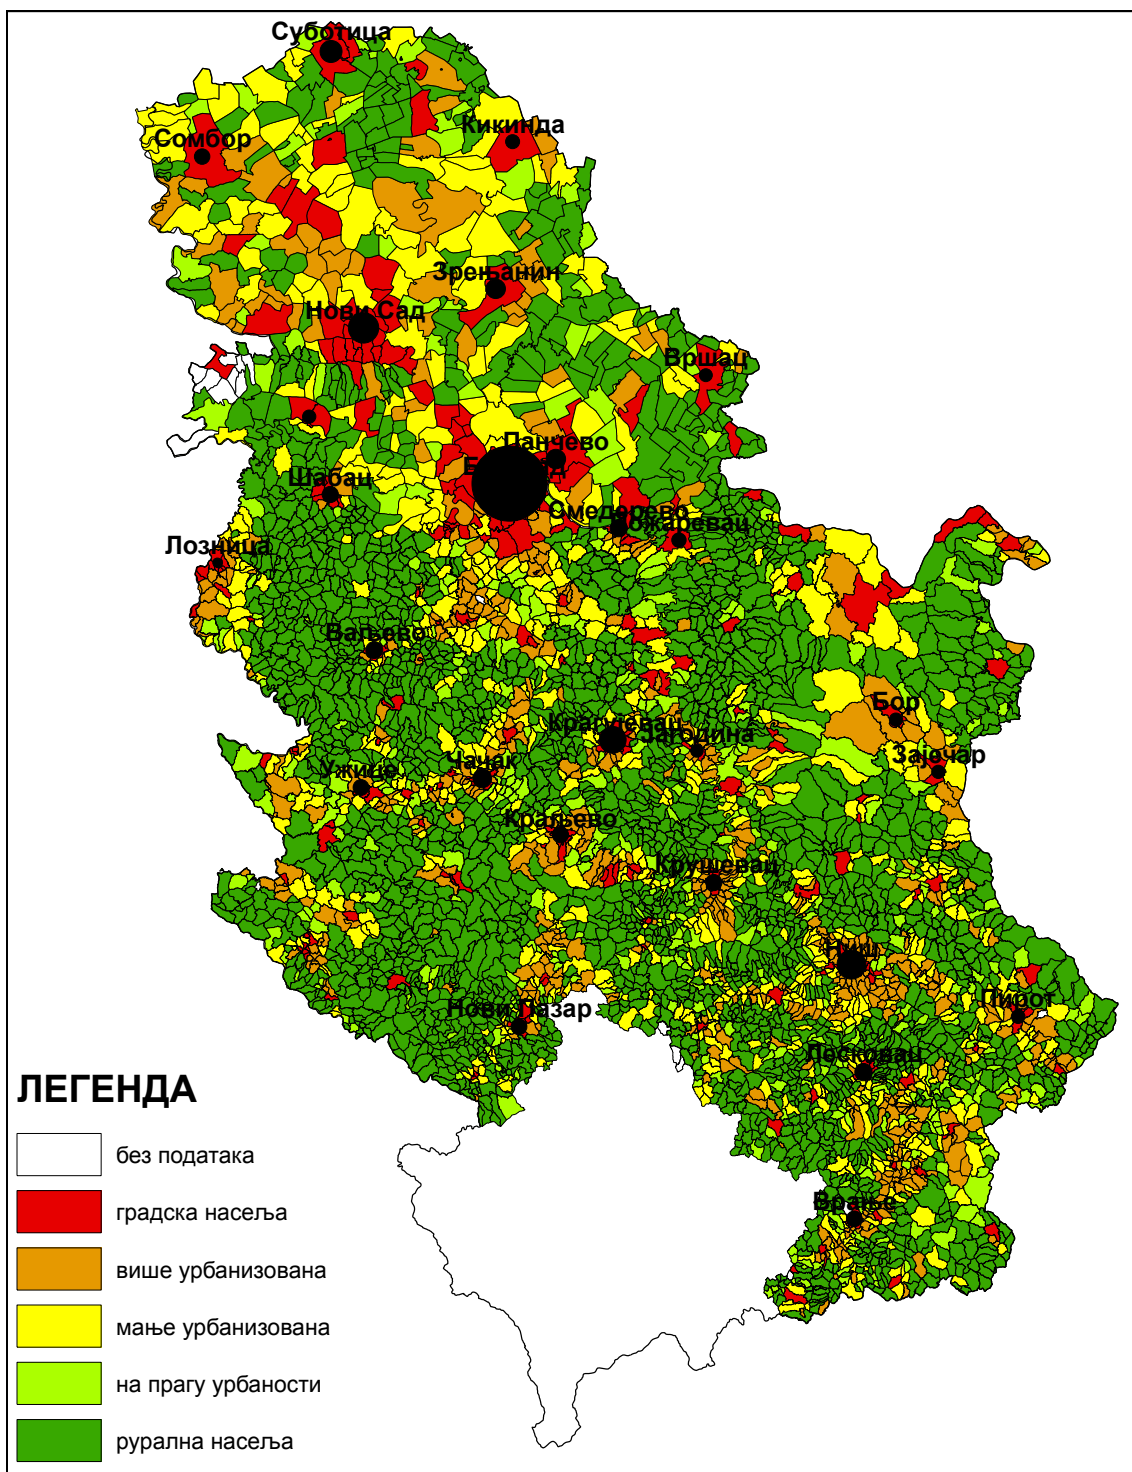 Суботица
Кикинда
Сомбор
Зрењанин
Нови Сад
Вршац
Панчево
Шабац
Смедерево
Пожаревац
Лозница
Ваљево
Бор
Крагујевац
Јагодина
Зајечар
Чачак
Ужице
Краљево
Крушевац
Ниш
Пирот
Нови Пазар
Лесковац
Врање
ЛЕГЕНДА
без података
градска насеља
више урбанизована
мање урбанизована
на прагу урбаности
рурална насеља